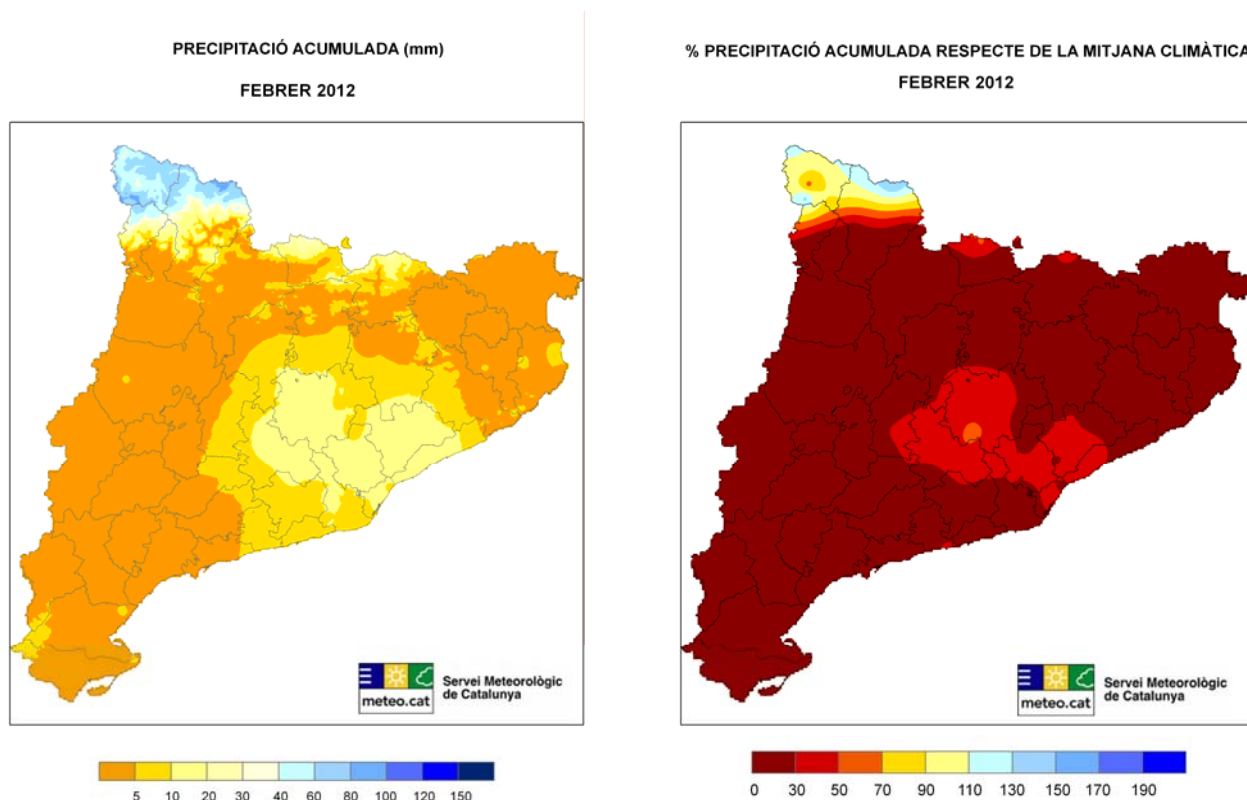 PRECIPITACIÓ ACUMULADA (mm)
FEBRER 2012
meteo.cat
Servei Meteorològic
de Catalunya
5 10 20 30 40 60 80 100 120 150
% PRECIPITACIÓ ACUMULADA RESPECTE DE LA MITJANA CLIMÀTICA
FEBRER 2012
meteo.cat
Servei Meteorològic
de Catalunya
0 30 50 70 90 110 130 150 170 190